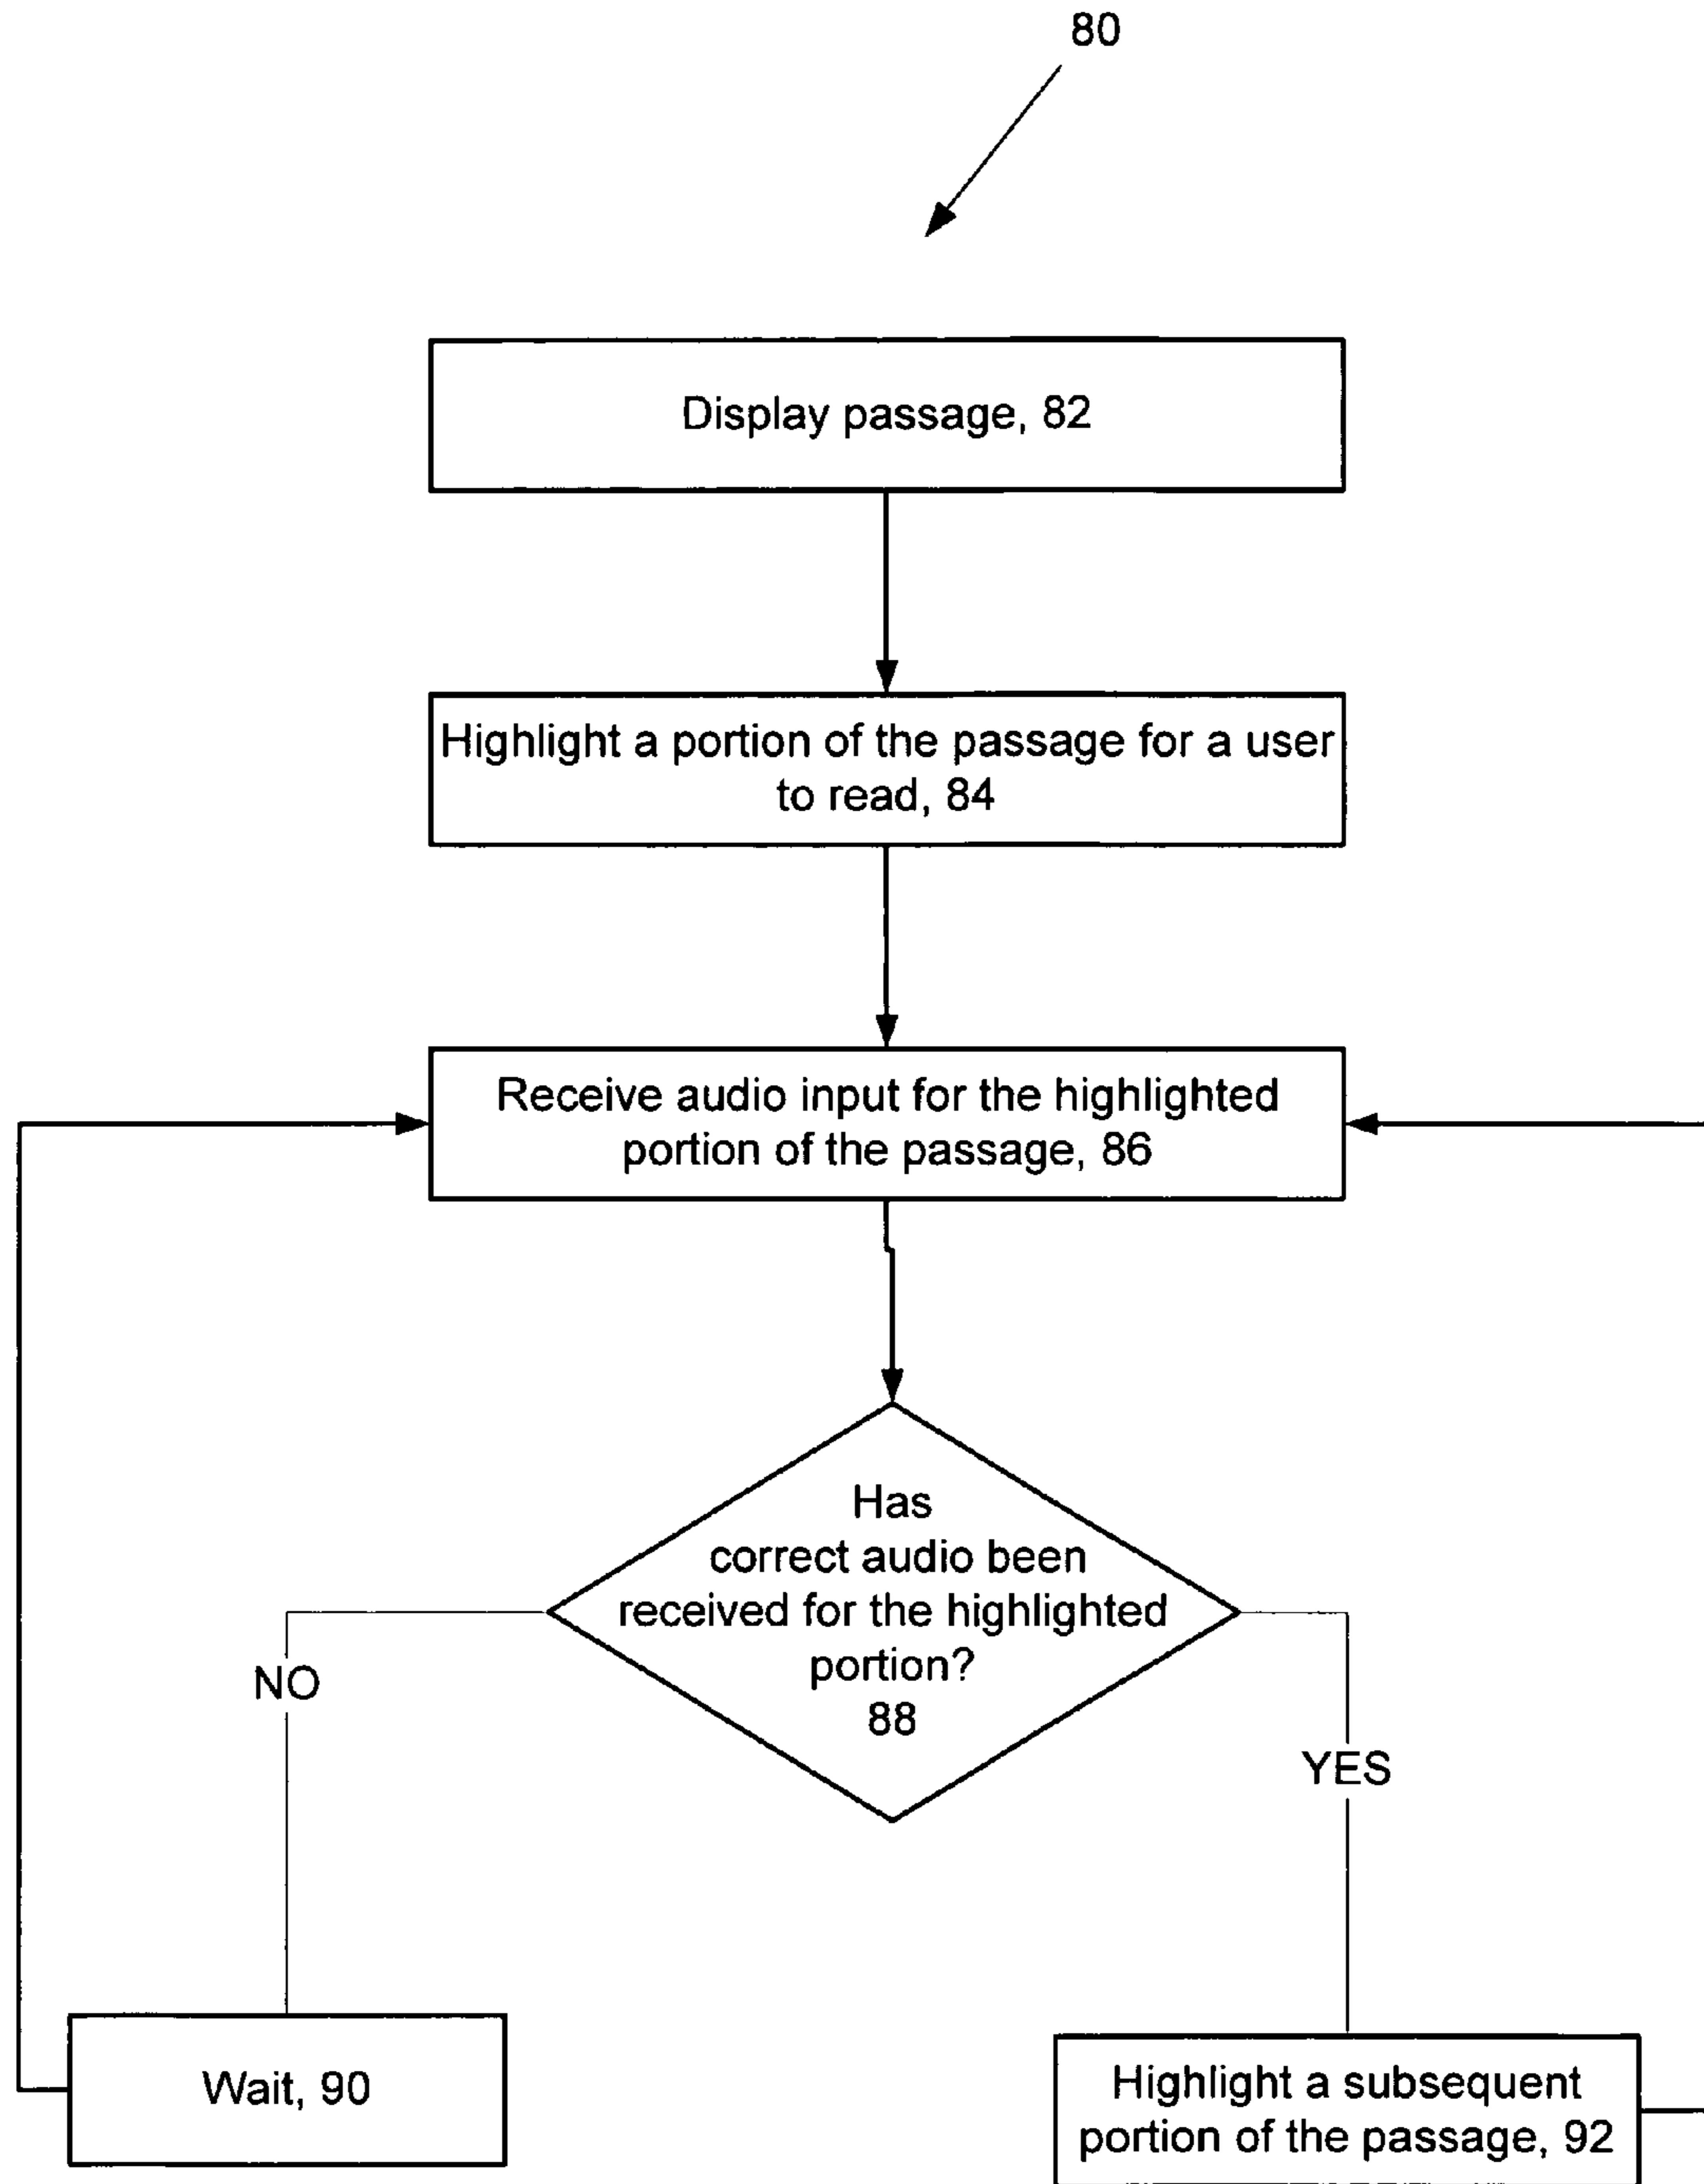 80
Display passage, 82
Highlight a portion of the passage for a user
to read, 84
Receive audio input for the highlighted
portion of the passage, 86
Has
correct audio been
received for the highlighted
portion?
88
NO
YES
Wait, 90
Highlight a subsequent
portion of the passage, 92